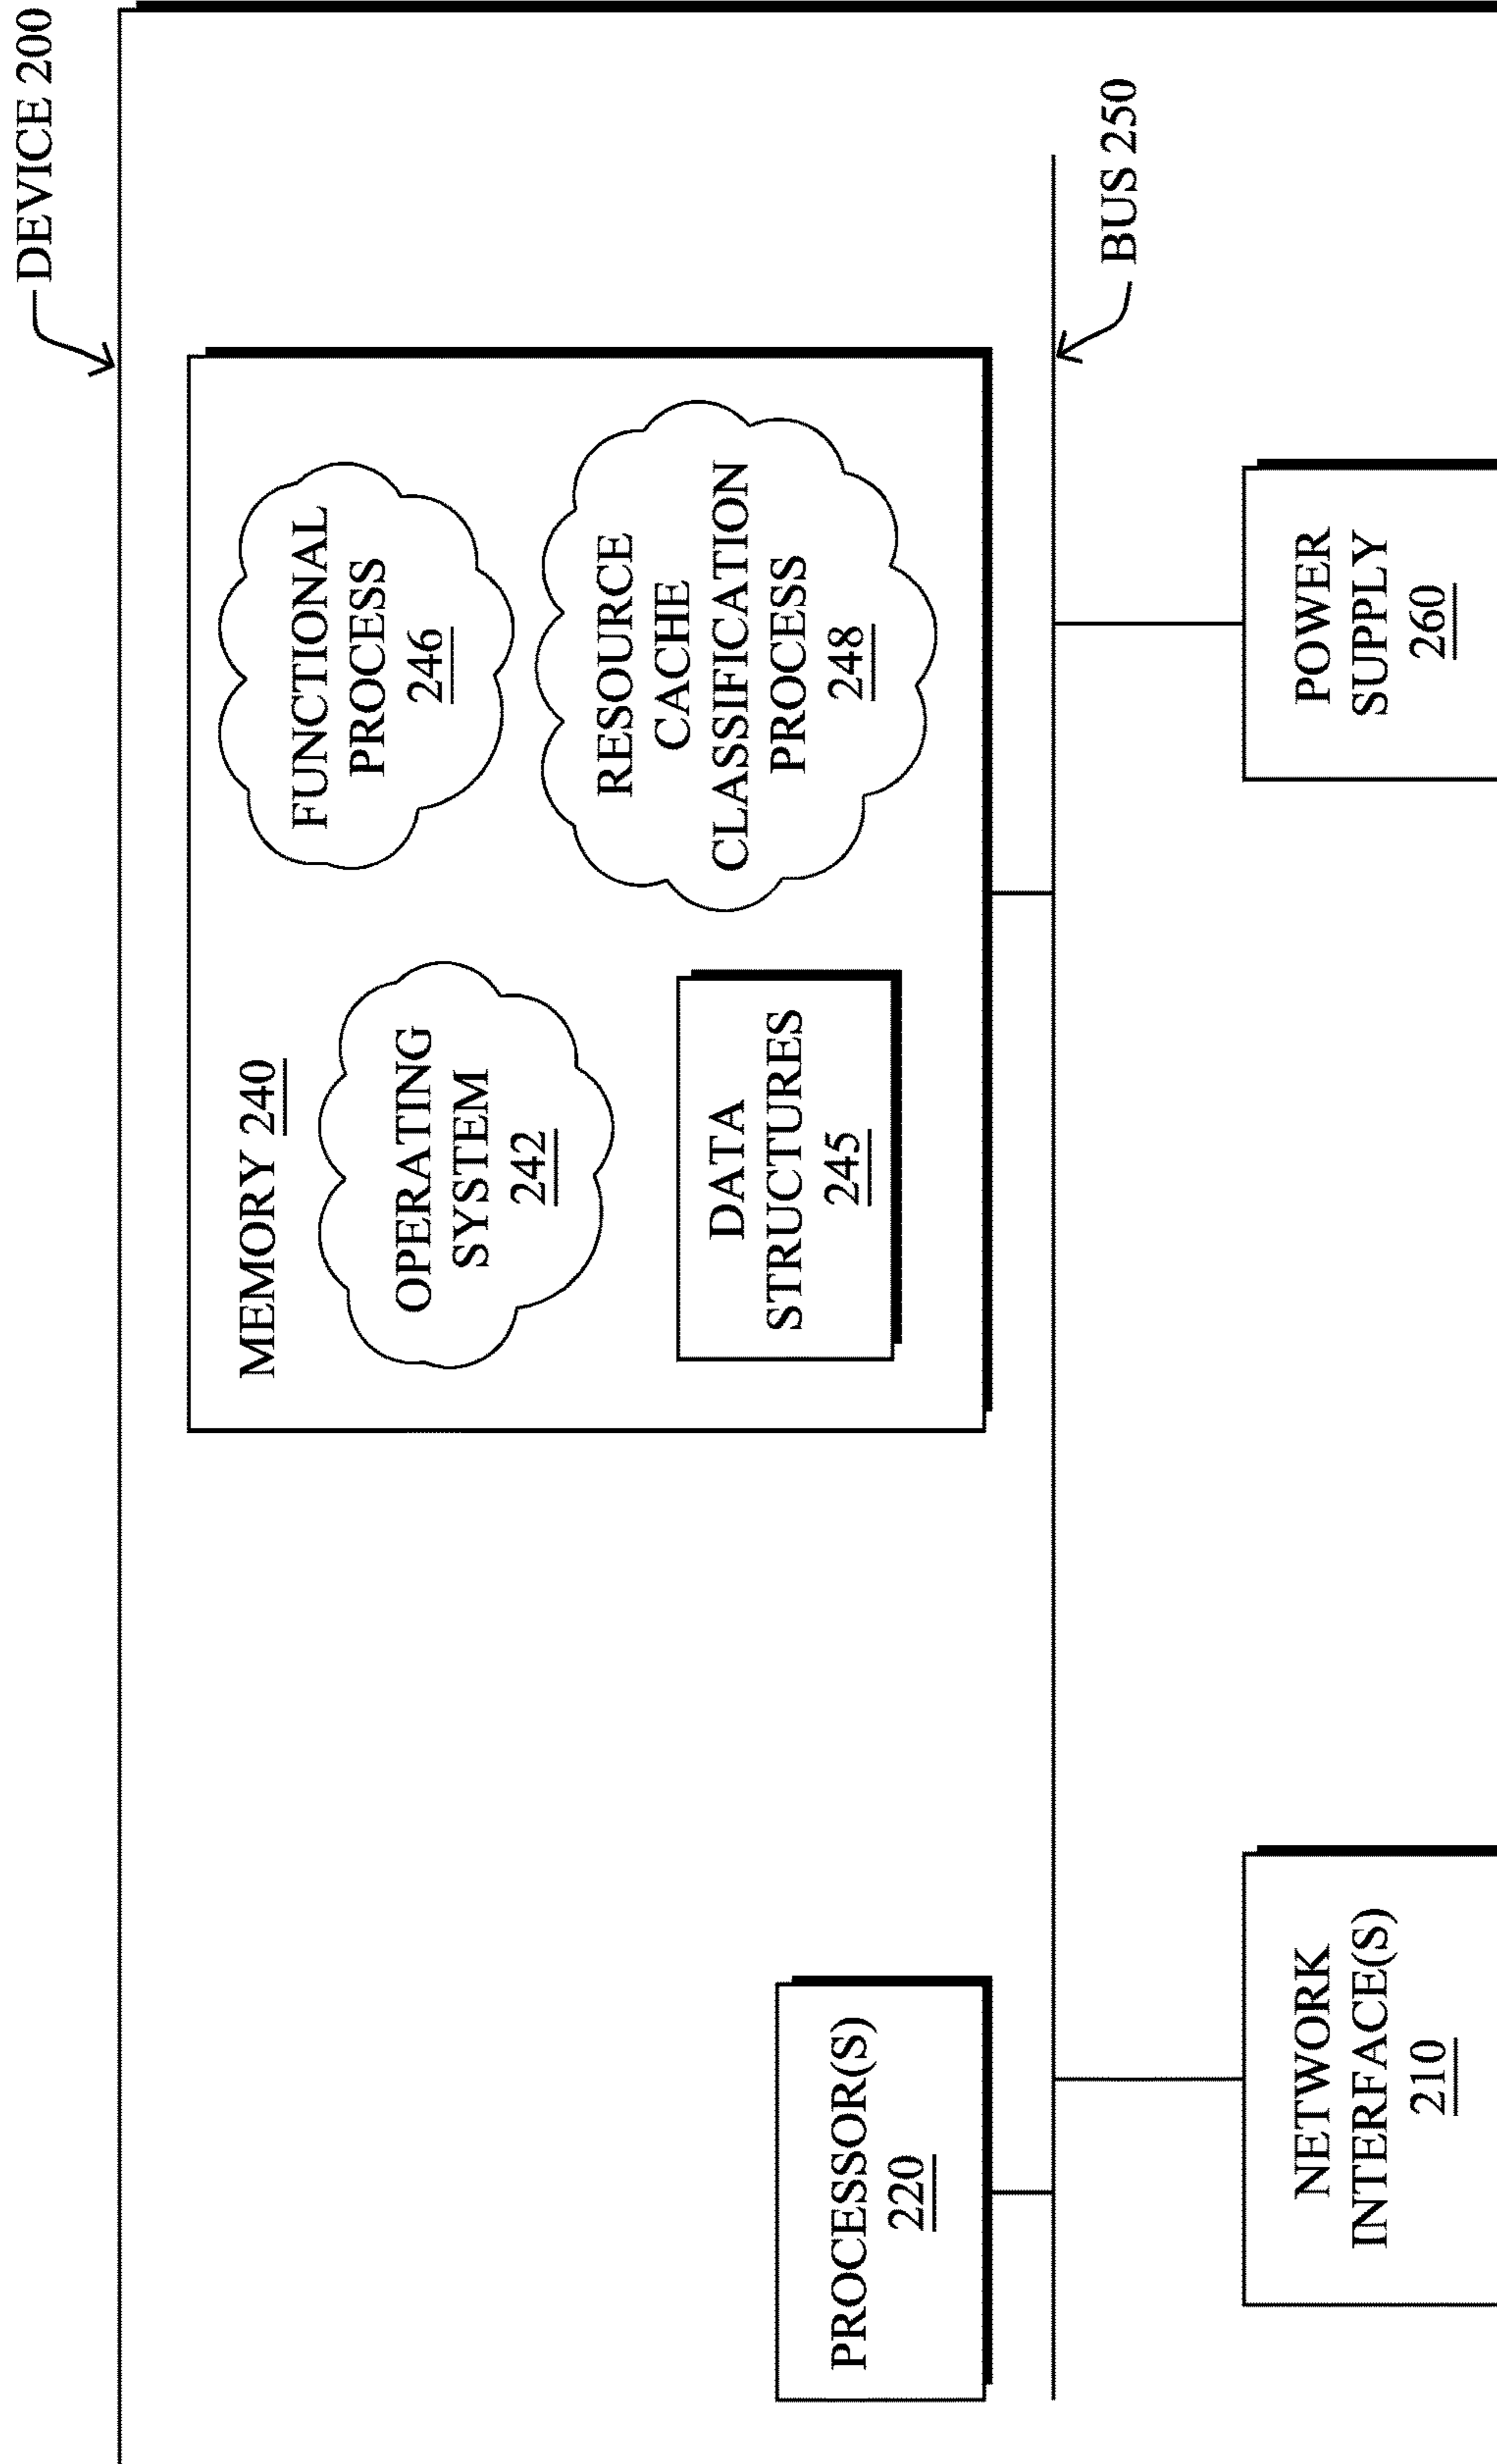 DEVICE 200
MEMORY 240
OPERATING
SYSTEM
242
FUNCTIONAL
PROCESS
246
DATA
STRUCTURES
245
RESOURCE
CACHE
CLASSIFICATION
PROCESS
248
PROCESSOR(S)
220
BUS 250
NETWORK
INTERFACE(S)
210
POWER
SUPPLY
260